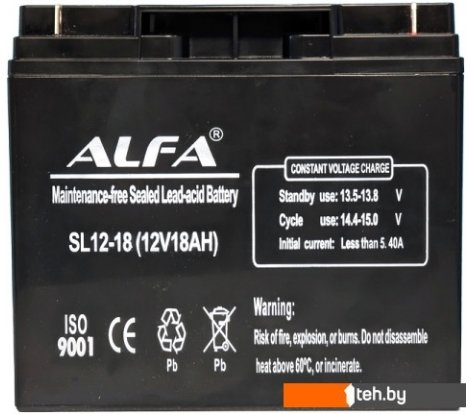 ALFA®
Maintenance-free Sealed Lead-acid Battery
SL12-18 (12V18AH)
CONSTANT VOLTAGE CHARGE
Standby use: 13.5-13.8 V
Cycle use: 14.4-15.0 V
Initial current: Less than 5.40A
ISO
9001
CE
Pb
Pb
Warning:
Risk of fire, explosion, or burns. Do not disassemble
heat above 60ºC, or incinerate.
1teh.by